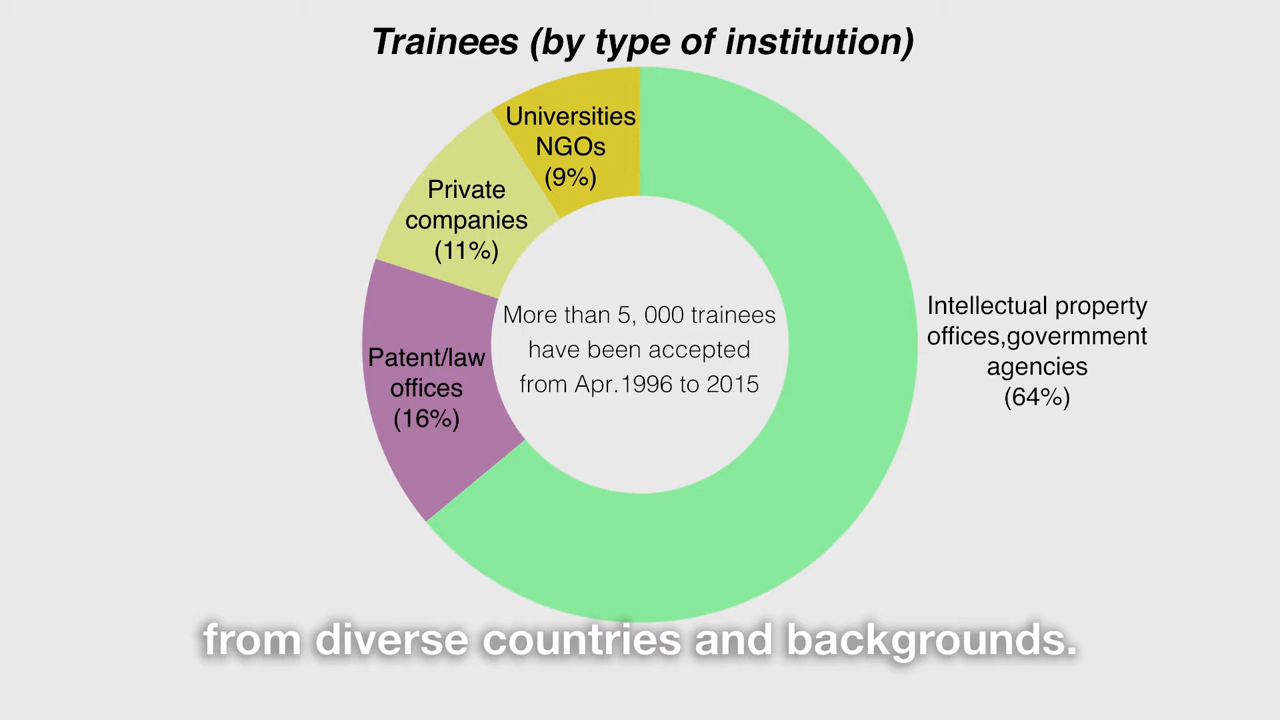 Trainees (by type of institution)
Universities
NGOs
(9%)
Private
companies
(11%)
Patent/law
offices
(16%)
More than 5, 000 trainees
have been accepted
from Apr.1996 to 2015
Intellectual property
offices,govermment
agencies
(64%)
from diverse countries and backgrounds.